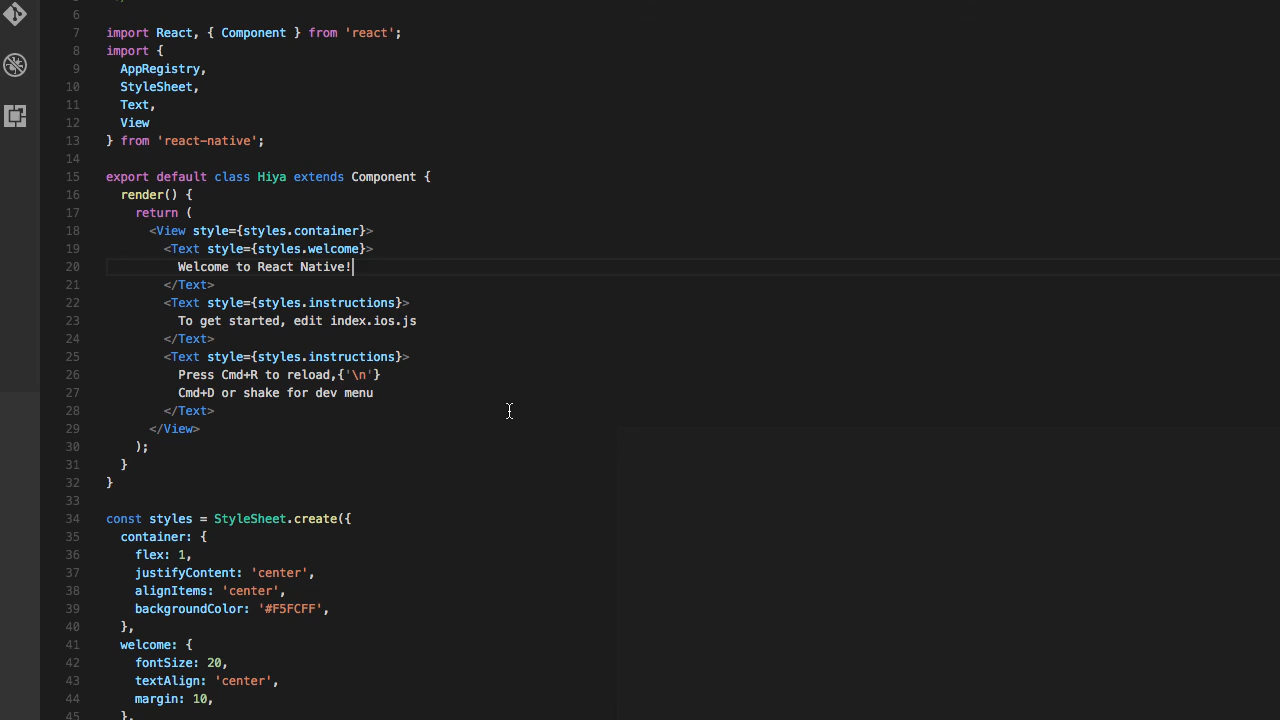 6
7 import React, { Component } from 'react';
8 import {
9   AppRegistry,
10   StyleSheet,
11   Text,
12   View
13 } from 'react-native';
14
15 export default class Hiya extends Component {
16   render() {
17     return (
18       <View style={styles.container}>
19         <Text style={styles.welcome}>
20           Welcome to React Native!
21         </Text>
22         <Text style={styles.instructions}>
23           To get started, edit index.ios.js
24         </Text>
25         <Text style={styles.instructions}>
26           Press Cmd+R to reload,{'\n'}
27           Cmd+D or shake for dev menu
28         </Text>
29       </View>
30     );
31   }
32 }
33
34 const styles = StyleSheet.create({
35   container: {
36     flex: 1,
37     justifyContent: 'center',
38     alignItems: 'center',
39     backgroundColor: '#F5FCFF',
40   },
41   welcome: {
42     fontSize: 20,
43     textAlign: 'center',
44     margin: 10,
45   },